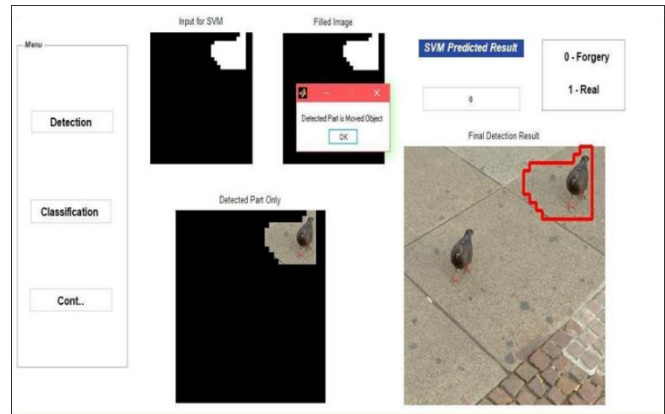 Menu
Detection
Classification
Cont..
Input for SVM
Filled Image
Detected Part is Moved Object
OK
Detected Part Only
SVM Predicted Result
0
0 - Forgery
1 - Real
Final Detection Result